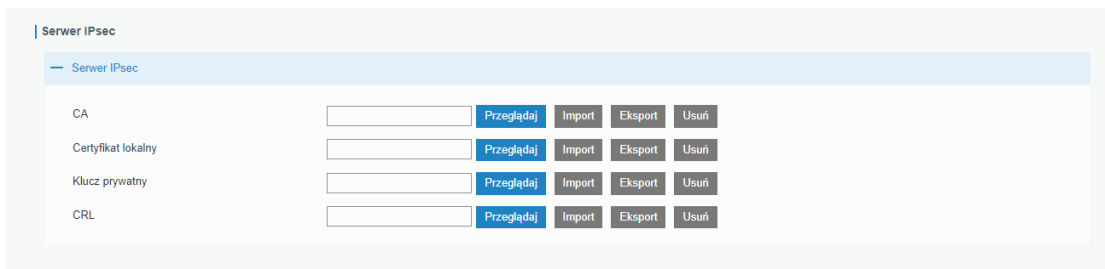 Serwer IPsec
Serwer IPsec
CA Przeglądaj Import Eksport Usuń
Certyfikat lokalny Przeglądaj Import Eksport Usuń
Klucz prywatny Przeglądaj Import Eksport Usuń
CRL Przeglądaj Import Eksport Usuń